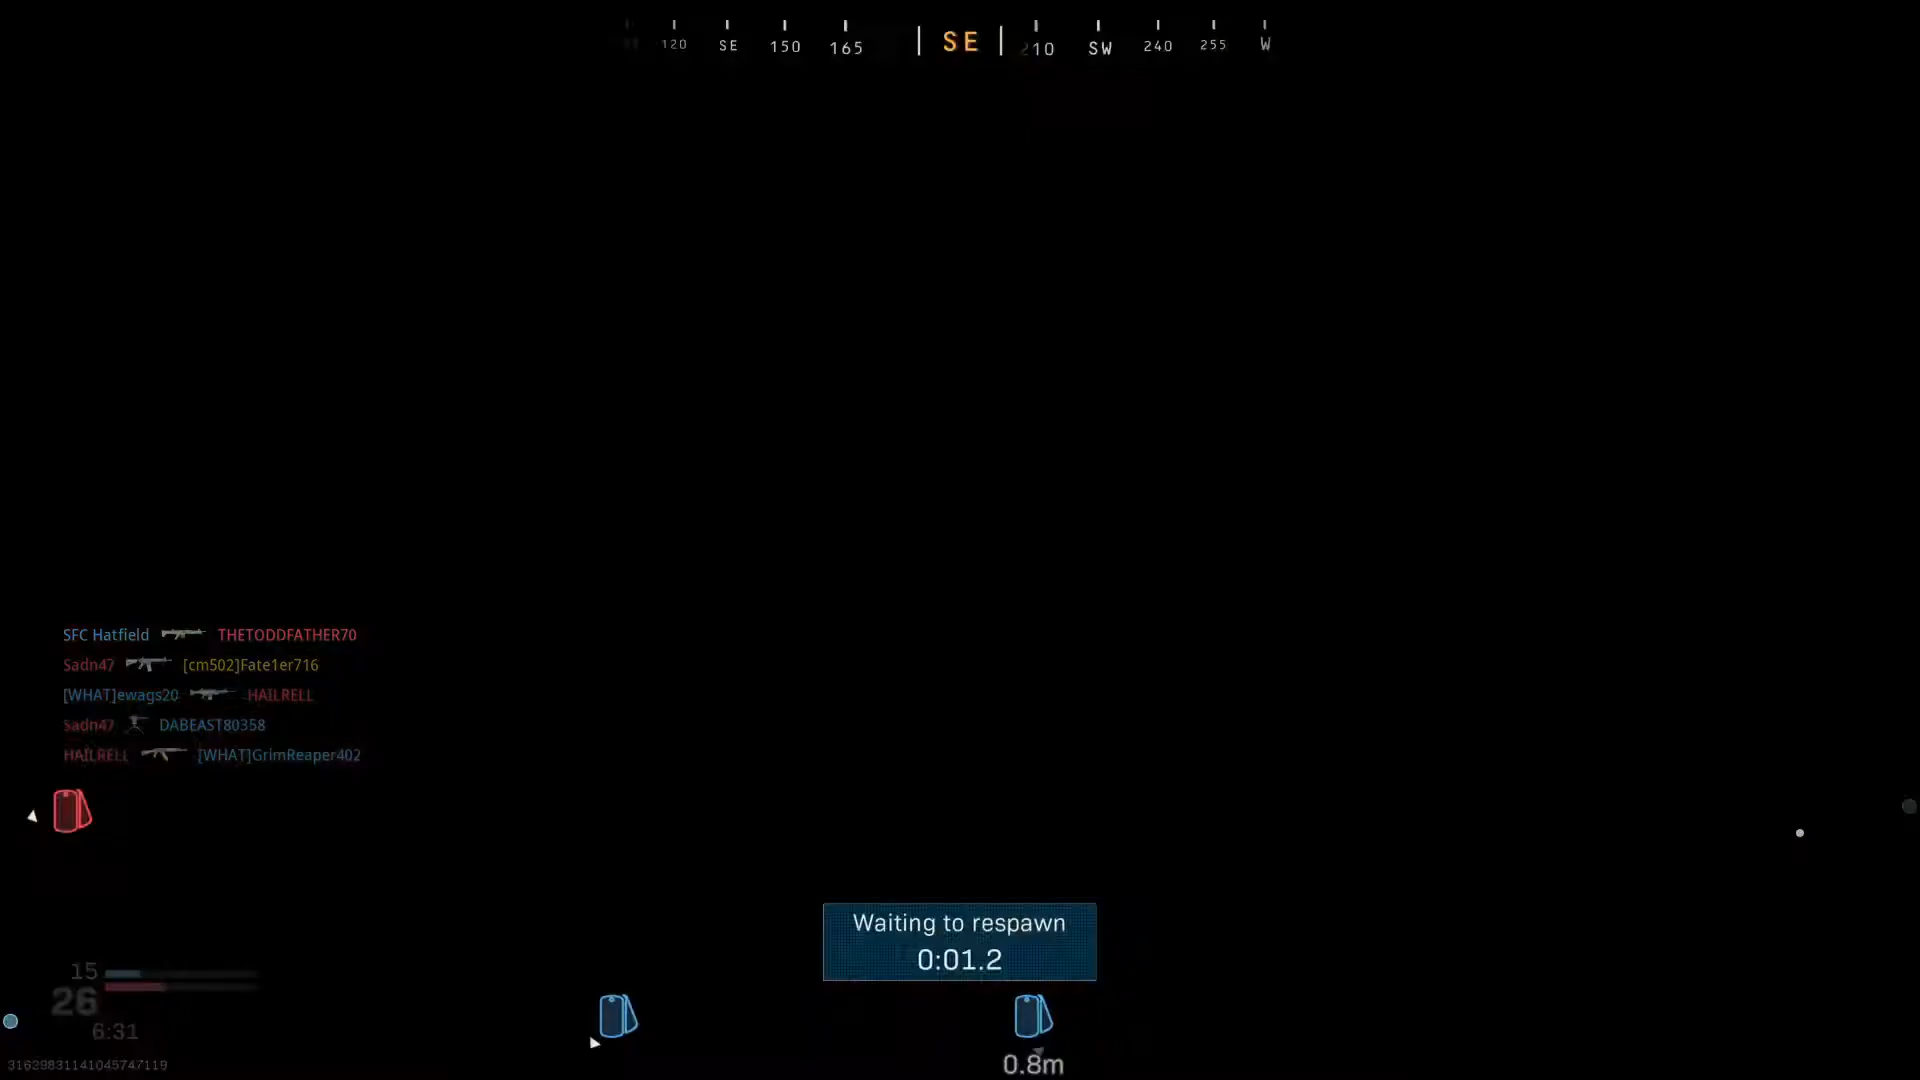 120 SE 150 165 SE 210 SW 240 255 W
SFC Hatfield THETODDFATHER70
Sadn47 [cm502]Fate1er716
[WHAT]ewags20 HAILRELL
Sadn47 DABEAST80358
HAILRELL [WHAT]GrimReaper402
Waiting to respawn
0:01.2
15
26
6:31
0.8m
31629831141045747119